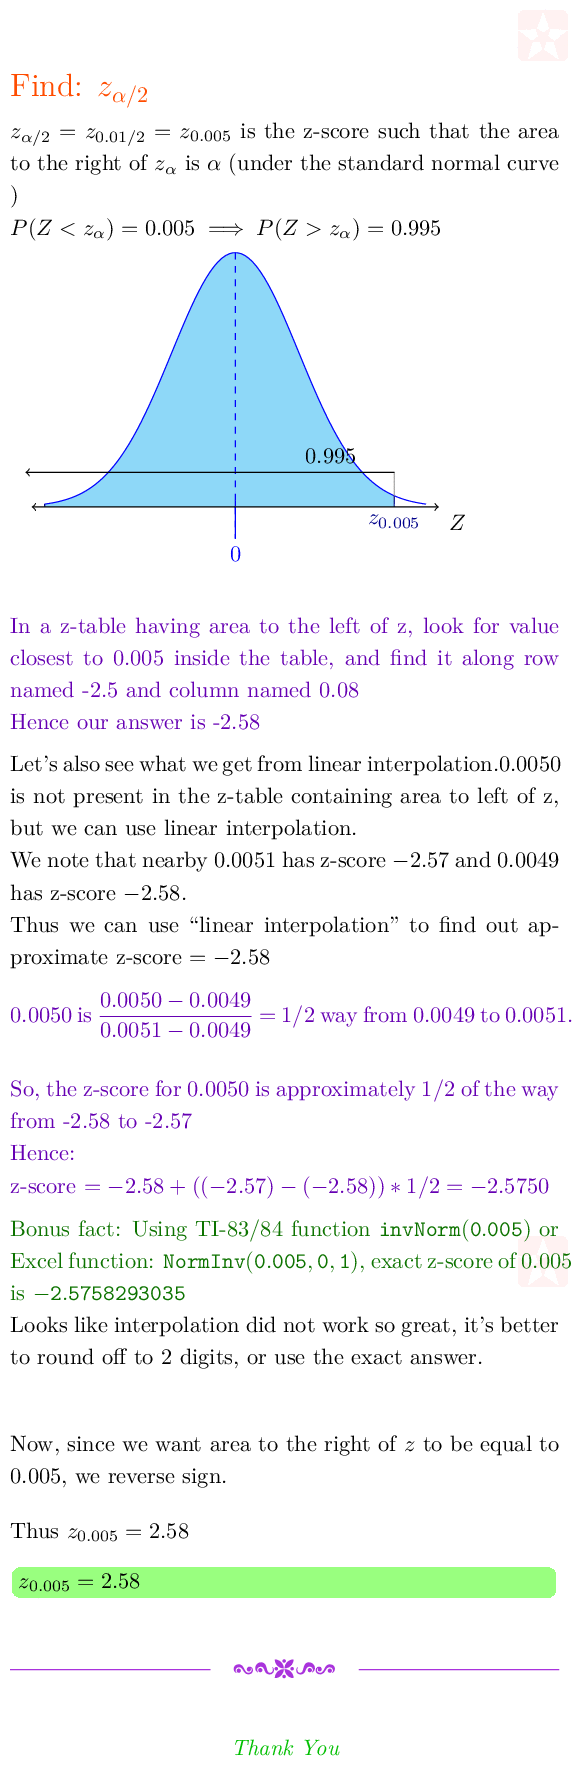 Find: z_{α/2}
z_{α/2} = z_{0.01/2} = z_{0.005} is the z-score such that the area
to the right of z_α is α (under the standard normal curve
)
P(Z < z_α) = 0.005 ⟹ P(Z > z_α) = 0.995
0.995
z_{0.005}
Z
0
In a z-table having area to the left of z, look for value
closest to 0.005 inside the table, and find it along row
named -2.5 and column named 0.08
Hence our answer is -2.58
Let's also see what we get from linear interpolation.0.0050
is not present in the z-table containing area to left of z,
but we can use linear interpolation.
We note that nearby 0.0051 has z-score −2.57 and 0.0049
has z-score −2.58.
Thus we can use “linear interpolation” to find out ap-
proximate z-score = −2.58
0.0050 is (0.0050 − 0.0049)/(0.0051 − 0.0049) = 1/2 way from 0.0049 to 0.0051.
So, the z-score for 0.0050 is approximately 1/2 of the way
from -2.58 to -2.57
Hence:
z-score = −2.58 + ((−2.57) − (−2.58)) ∗ 1/2 = −2.5750
Bonus fact: Using TI-83/84 function invNorm(0.005) or
Excel function: NormInv(0.005, 0, 1), exact z-score of 0.005
is −2.5758293035
Looks like interpolation did not work so great, it's better
to round off to 2 digits, or use the exact answer.
Now, since we want area to the right of z to be equal to
0.005, we reverse sign.
Thus z_{0.005} = 2.58
z_{0.005} = 2.58
Thank You